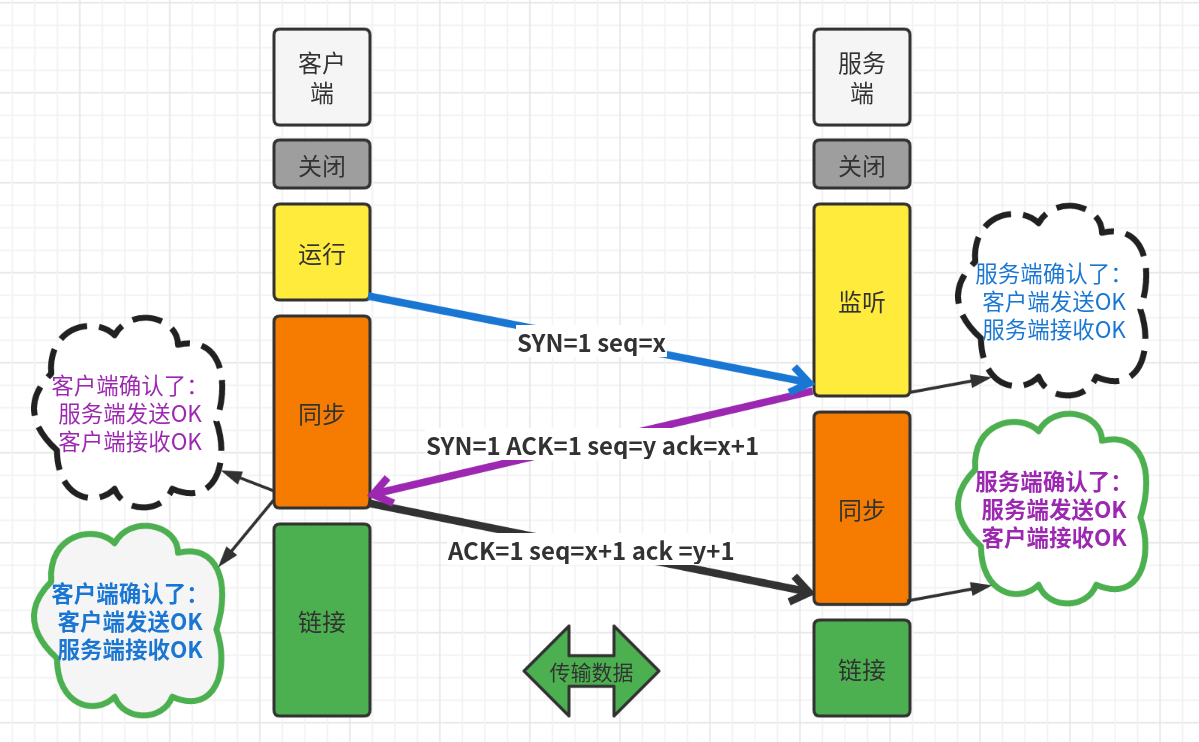 客户
端
服务
端
关闭
关闭
运行
监听
服务端确认了：
客户端发送OK
服务端接收OK
SYN=1 seq=x
客户端确认了：
服务端发送OK
客户端接收OK
同步
SYN=1 ACK=1 seq=y ack=x+1
同步
服务端确认了：
服务端发送OK
客户端接收OK
ACK=1 seq=x+1 ack =y+1
客户端确认了：
客户端发送OK
服务端接收OK
链接
传输数据
链接